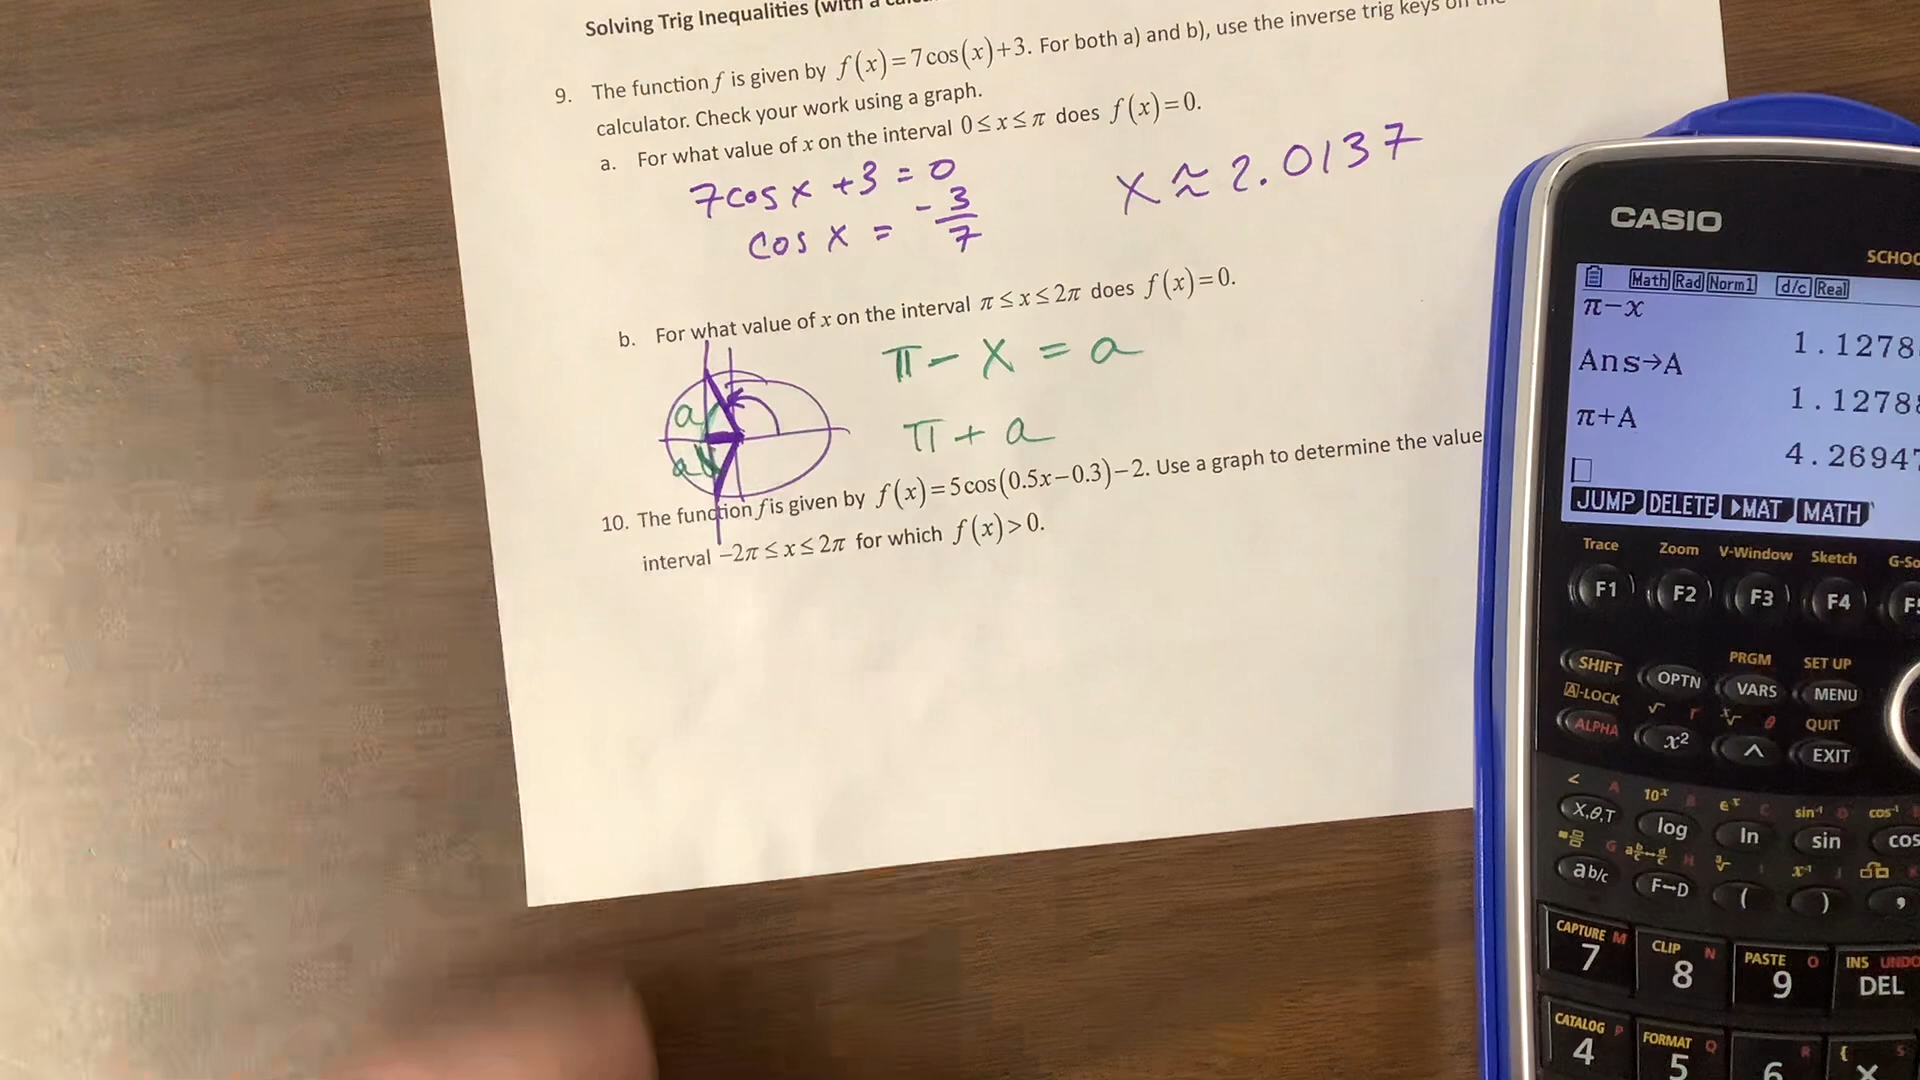 Solving Trig Inequalities (with a
9. The function f is given by f(x)=7cos(x)+3. For both a) and b), use the inverse trig keys on the
calculator. Check your work using a graph.
a. For what value of x on the interval 0≤x≤π does f(x)=0.
7cos x +3 = 0
cos x = -3/7
x ≈ 2.0137
b. For what value of x on the interval π≤x≤2π does f(x)=0.
π - x = a
π + a
a
a
10. The function f is given by f(x)=5cos(0.5x-0.3)-2. Use a graph to determine the value
interval -2π≤x≤2π for which f(x)>0.
CASIO
SCHOO
Math Rad Norm1 d/c Real
π-x
1.1278
Ans→A
1.1278
π+A
4.26947
JUMP DELETE ▶MAT MATH
Trace Zoom V-Window Sketch G-So
F1 F2 F3 F4 F5
PRGM SET UP
SHIFT OPTN VARS MENU
A-LOCK √ r ˣ√ θ QUIT
ALPHA x² ^ EXIT
∠ A 10ˣ B eˣ C sin⁻¹ D cos⁻¹
X,θ,T log ln sin cos
G H ³√ I x⁻¹ J K
a b/c F↔D ( ) ,
CAPTURE M CLIP N PASTE O INS UNDO
7 8 9 DEL
CATALOG P FORMAT Q R { S
4 5 6 ×